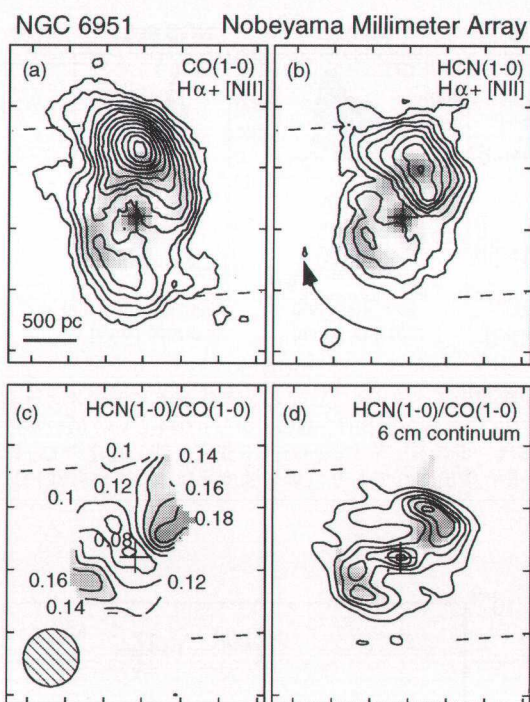 NGC 6951 Nobeyama Millimeter Array
(a) CO(1-0)
Hα+ [NII]
500 pc
(b) HCN(1-0)
Hα+ [NII]
(c) HCN(1-0)/CO(1-0)
0.1
0.14
0.1
0.12
0.16
0.18
0.08
0.16
0.12
0.14
(d) HCN(1-0)/CO(1-0)
6 cm continuum